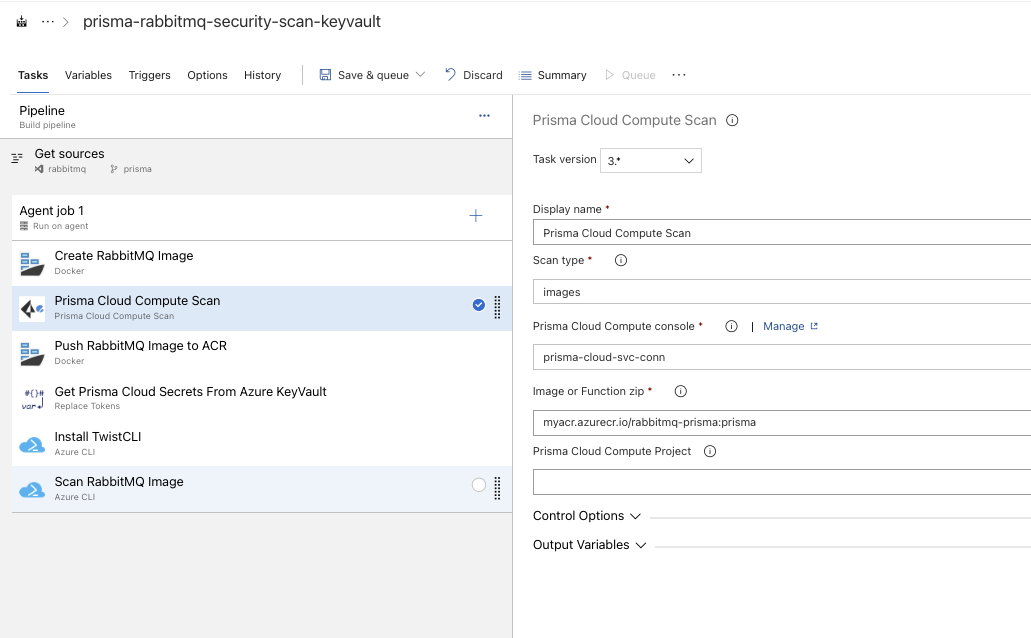 prisma-rabbitmq-security-scan-keyvault
Tasks Variables Triggers Options History Save & queue Discard Summary Queue
Pipeline
Build pipeline
Get sources
rabbitmq prisma
Agent job 1
Run on agent
Create RabbitMQ Image
Docker
Prisma Cloud Compute Scan
Prisma Cloud Compute Scan
Push RabbitMQ Image to ACR
Docker
#{}#
var
Get Prisma Cloud Secrets From Azure KeyVault
Replace Tokens
Install TwistCLI
Azure CLI
Scan RabbitMQ Image
Azure CLI
Prisma Cloud Compute Scan
Task version 3.*
Display name *
Prisma Cloud Compute Scan
Scan type *
images
Prisma Cloud Compute console * | Manage
prisma-cloud-svc-conn
Image or Function zip *
myacr.azurecr.io/rabbitmq-prisma:prisma
Prisma Cloud Compute Project
Control Options
Output Variables